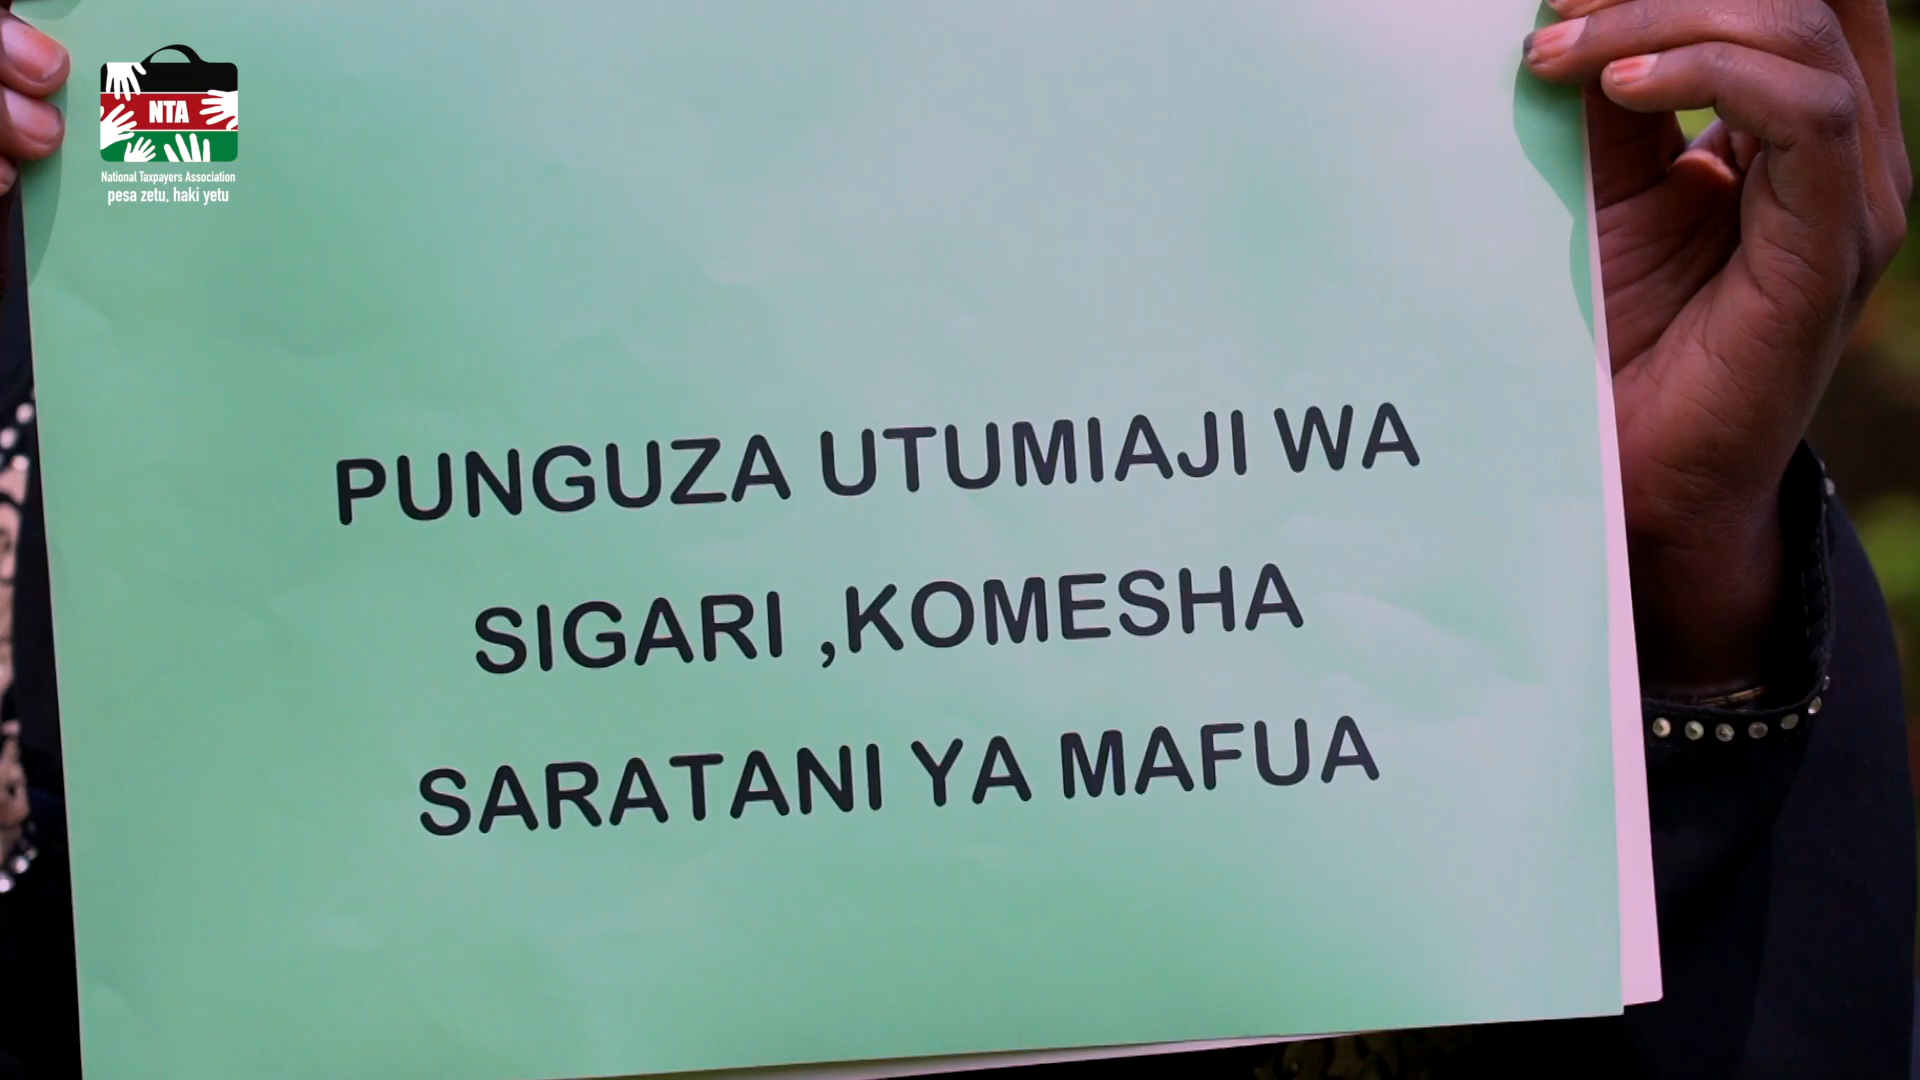 NTA
National Taxpayers Association
pesa zetu, haki yetu
PUNGUZA UTUMIAJI WA
SIGARI ,KOMESHA
SARATANI YA MAFUA